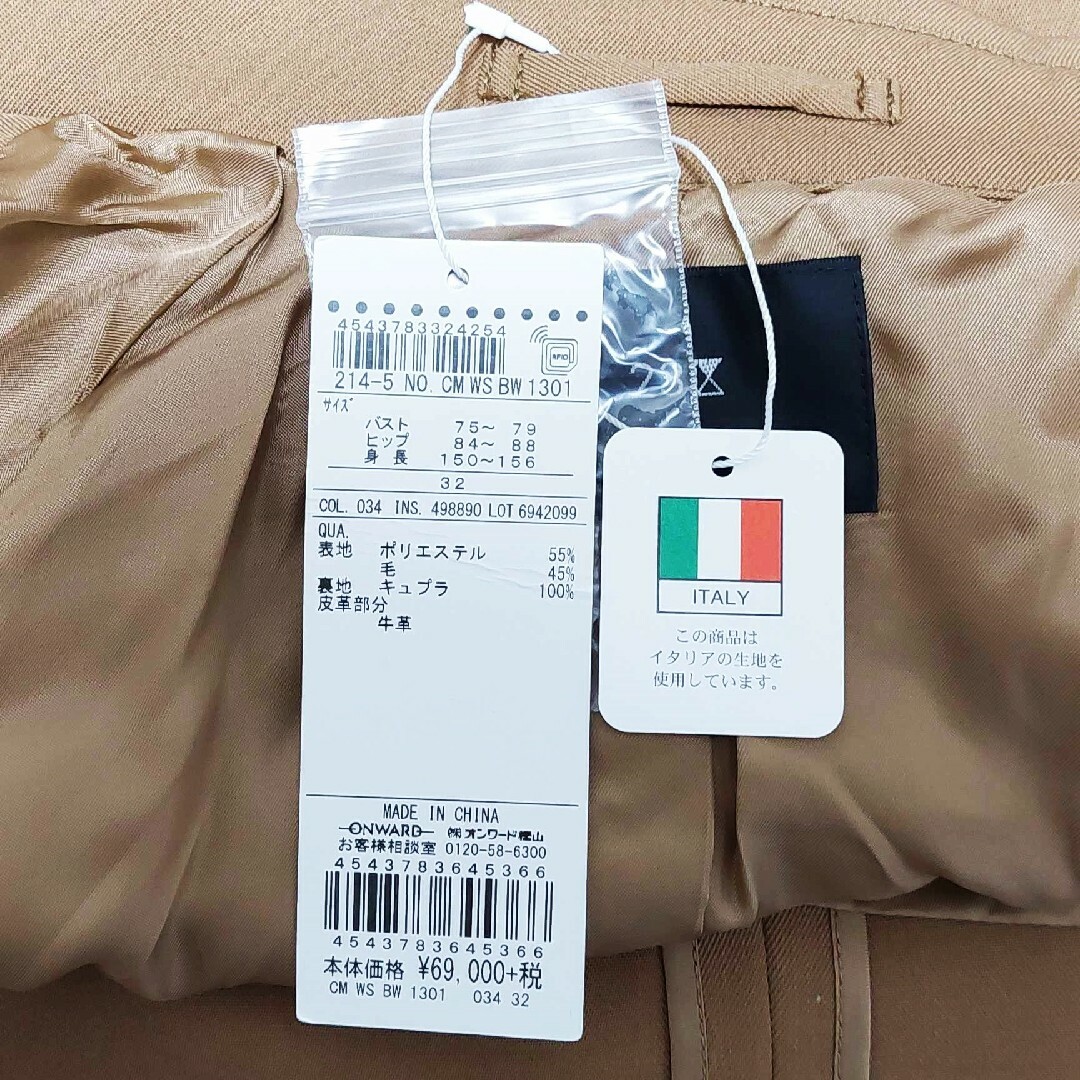 4543783324254
RFID
214-5 NO. CM WS BW 1301
サイズ
バスト 75～ 79
ヒップ 84～ 88
身長 150～156
32
COL. 034 INS. 498890 LOT 6942099
QUA.
表地 ポリエステル 55%
毛 45%
裏地 キュプラ 100%
皮革部分
牛革
MADE IN CHINA
ONWARD ㈱オンワード樫山
お客様相談室 0120-58-6300
4543783645366
4543783645366
本体価格 ¥69,000+税
CM WS BW 1301 034 32
ITALY
この商品は
イタリアの生地を
使用しています。